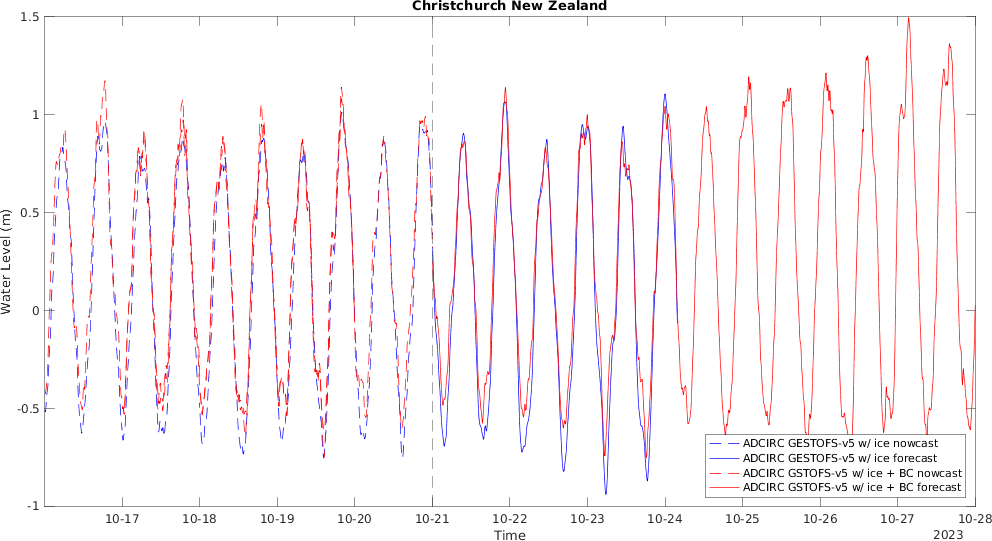 Christchurch New Zealand
1.5
1
0.5
0
-0.5
-1
Water Level (m)
10-17 10-18 10-19 10-20 10-21 10-22 10-23 10-24 10-25 10-26 10-27 10-28
Time
2023
ADCIRC GESTOFS-v5 w/ ice nowcast
ADCIRC GESTOFS-v5 w/ ice forecast
ADCIRC GSTOFS-v5 w/ ice + BC nowcast
ADCIRC GSTOFS-v5 w/ ice + BC forecast